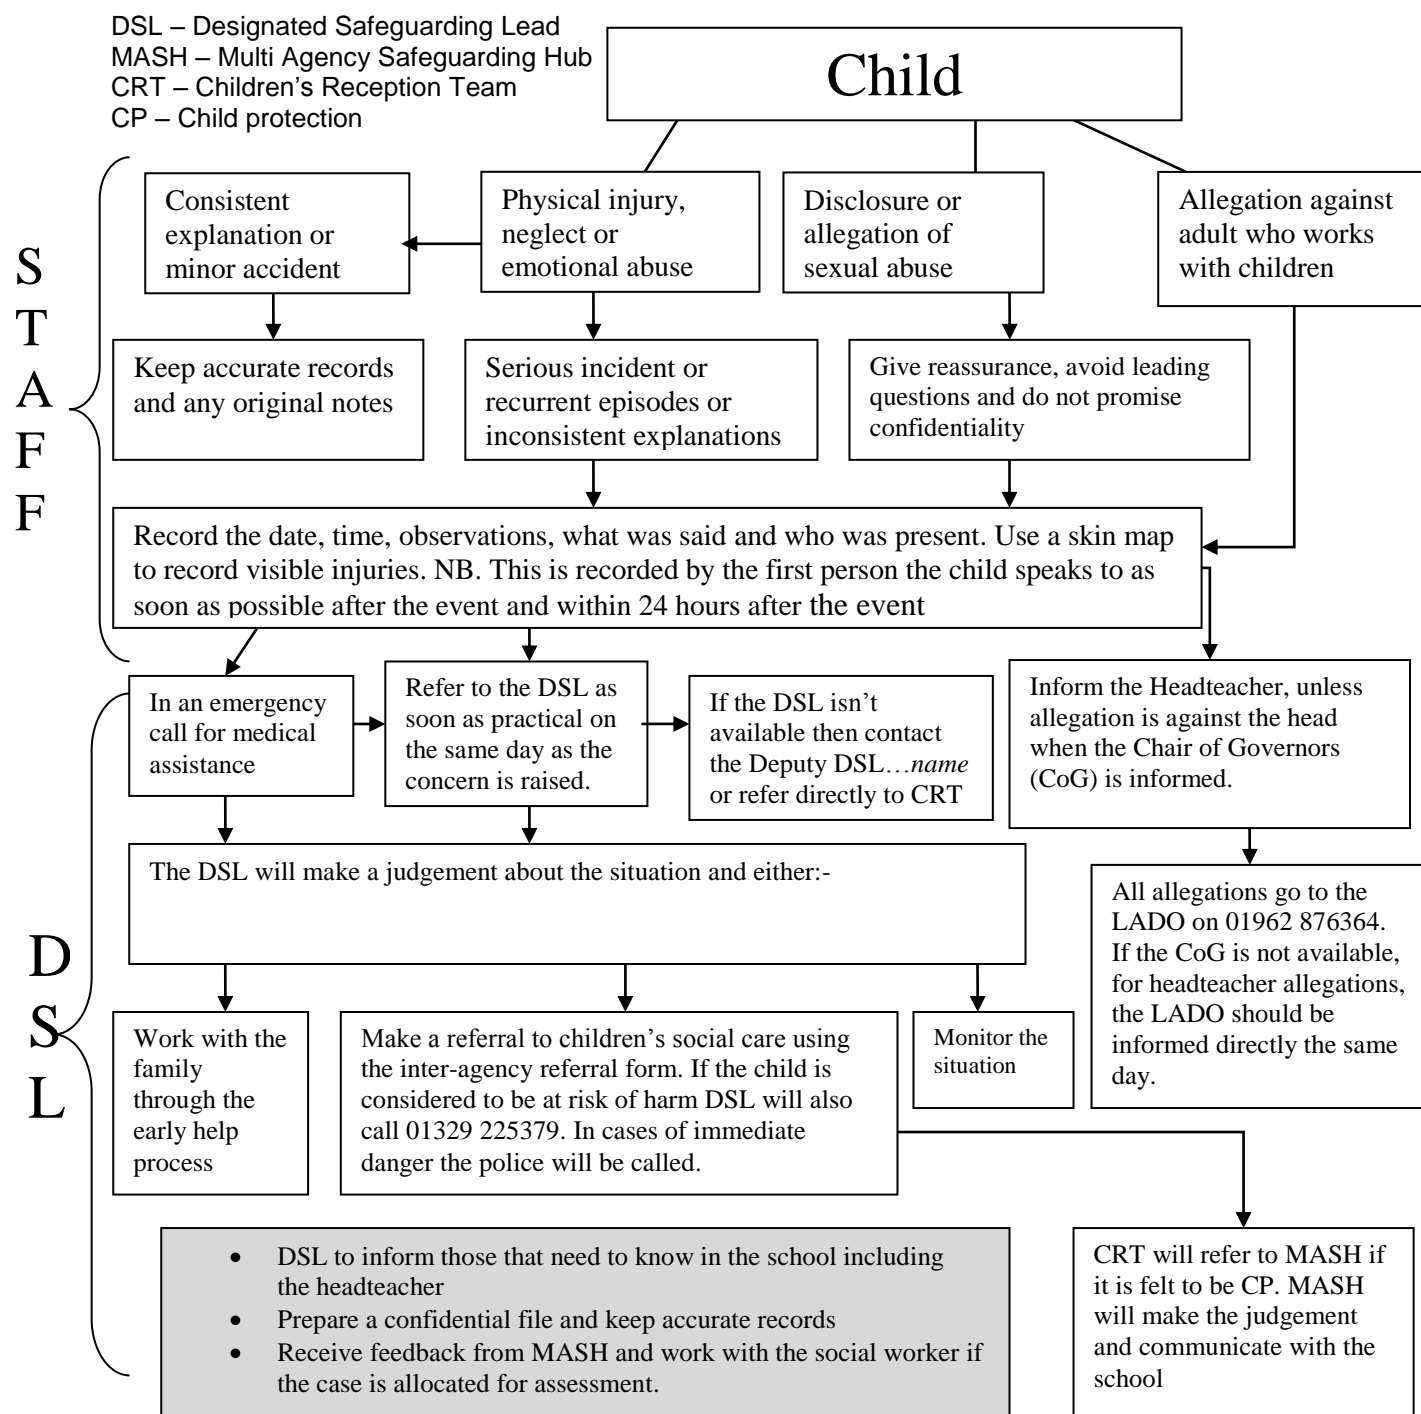 DSL – Designated Safeguarding Lead
MASH – Multi Agency Safeguarding Hub
CRT – Children’s Reception Team
CP – Child protection
Child
S
T
A
F
F
Consistent
explanation or
minor accident
Physical injury,
neglect or
emotional abuse
Disclosure or
allegation of
sexual abuse
Allegation against
adult who works
with children
Keep accurate records
and any original notes
Serious incident or
recurrent episodes or
inconsistent explanations
Give reassurance, avoid leading
questions and do not promise
confidentiality
Record the date, time, observations, what was said and who was present. Use a skin map
to record visible injuries. NB. This is recorded by the first person the child speaks to as
soon as possible after the event and within 24 hours after the event
D
S
L
In an emergency
call for medical
assistance
Refer to the DSL as
soon as practical on
the same day as the
concern is raised.
If the DSL isn’t
available then contact
the Deputy DSL…name
or refer directly to CRT
Inform the Headteacher, unless
allegation is against the head
when the Chair of Governors
(CoG) is informed.
The DSL will make a judgement about the situation and either:-
All allegations go to the
LADO on 01962 876364.
If the CoG is not available,
for headteacher allegations,
the LADO should be
informed directly the same
day.
Work with the
family
through the
early help
process
Make a referral to children’s social care using
the inter-agency referral form. If the child is
considered to be at risk of harm DSL will also
call 01329 225379. In cases of immediate
danger the police will be called.
Monitor the
situation
• DSL to inform those that need to know in the school including
the headteacher
• Prepare a confidential file and keep accurate records
• Receive feedback from MASH and work with the social worker if
the case is allocated for assessment.
CRT will refer to MASH if
it is felt to be CP. MASH
will make the judgement
and communicate with the
school